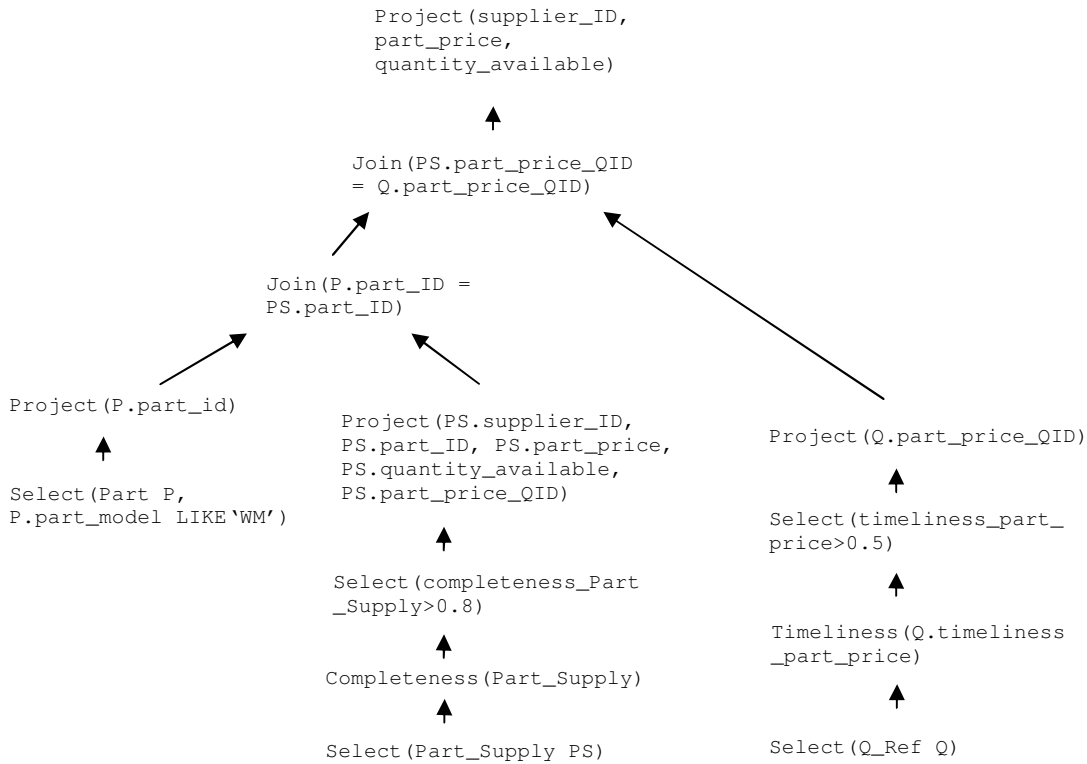 Project(supplier_ID,
part_price,
quantity_available)
Join(PS.part_price_QID
= Q.part_price_QID)
Join(P.part_ID =
PS.part_ID)
Project(P.part_id)
Select(Part P,
P.part_model LIKE‘WM’)
Project(PS.supplier_ID,
PS.part_ID, PS.part_price,
PS.quantity_available,
PS.part_price_QID)
Select(completeness_Part
_Supply>0.8)
Completeness(Part_Supply)
Select(Part_Supply PS)
Project(Q.part_price_QID)
Select(timeliness_part_
price>0.5)
Timeliness(Q.timeliness
_part_price)
Select(Q_Ref Q)